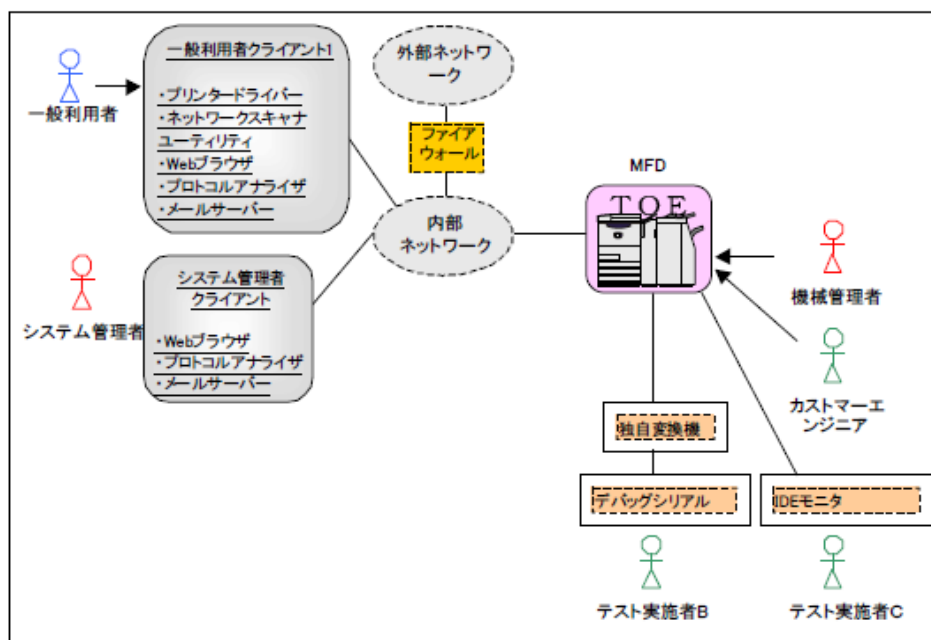 一般利用者クライアント1
・プリンタードライバー
・ネットワークスキャナ
ユーティリティ
・Webブラウザ
・プロトコルアナライザ
・メールサーバー
一般利用者
外部ネットワ
ーク
ファイア
ウォール
内部
ネットワーク
MFD
TOE
機械管理者
システム管理者
クライアント
・Webブラウザ
・プロトコルアナライザ
・メールサーバー
システム管理者
カストマーエ
ンジニア
独自変換機
デバッグシリアル
IDEモニタ
テスト実施者B
テスト実施者C